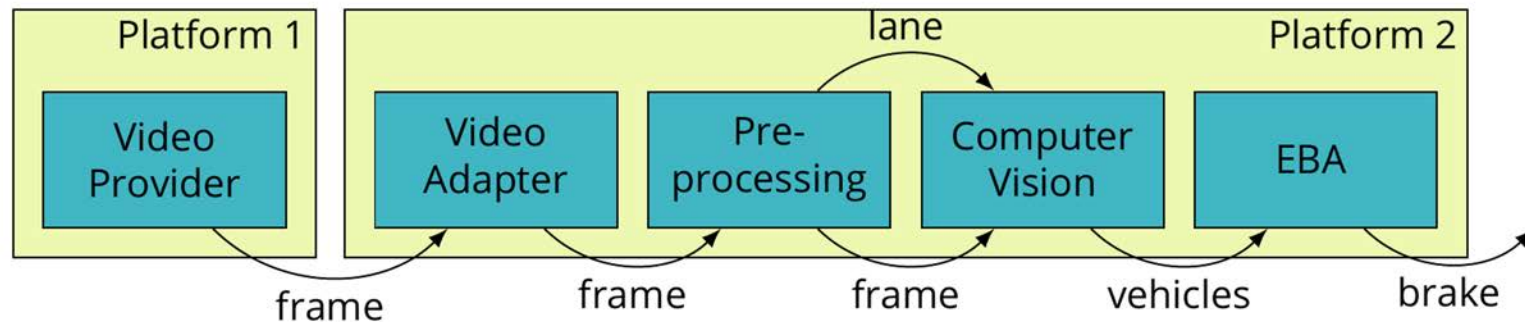 Platform 1
lane
Platform 2
Video
Provider
Video
Adapter
Pre-
processing
Computer
Vision
EBA
frame
frame
frame
vehicles
brake